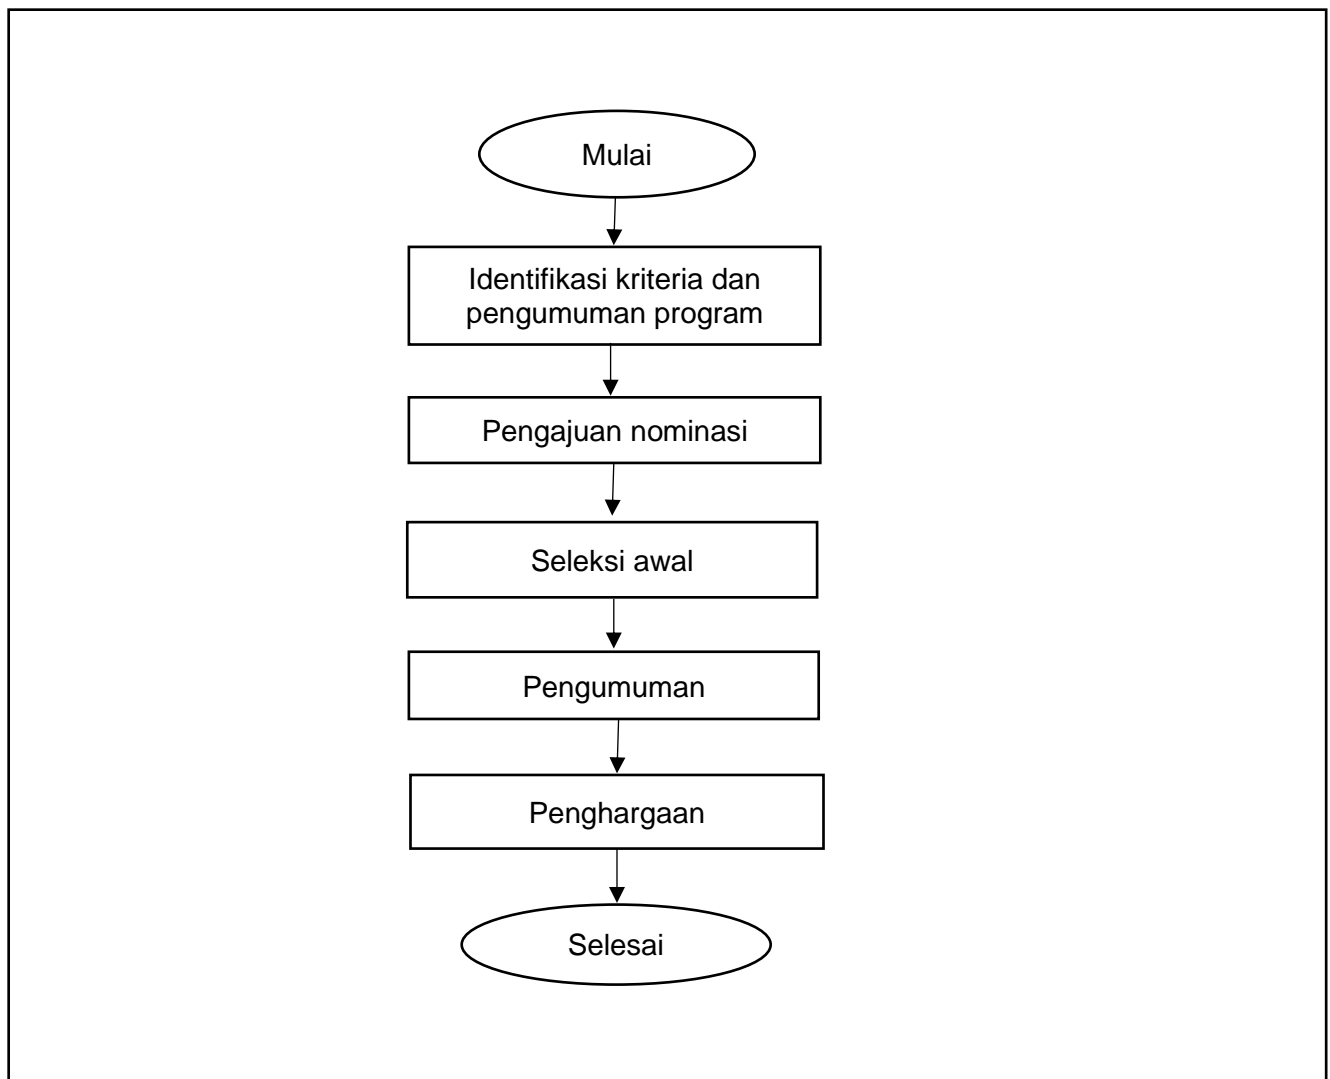 Mulai
Identifikasi kriteria dan
pengumuman program
Pengajuan nominasi
Seleksi awal
Pengumuman
Penghargaan
Selesai